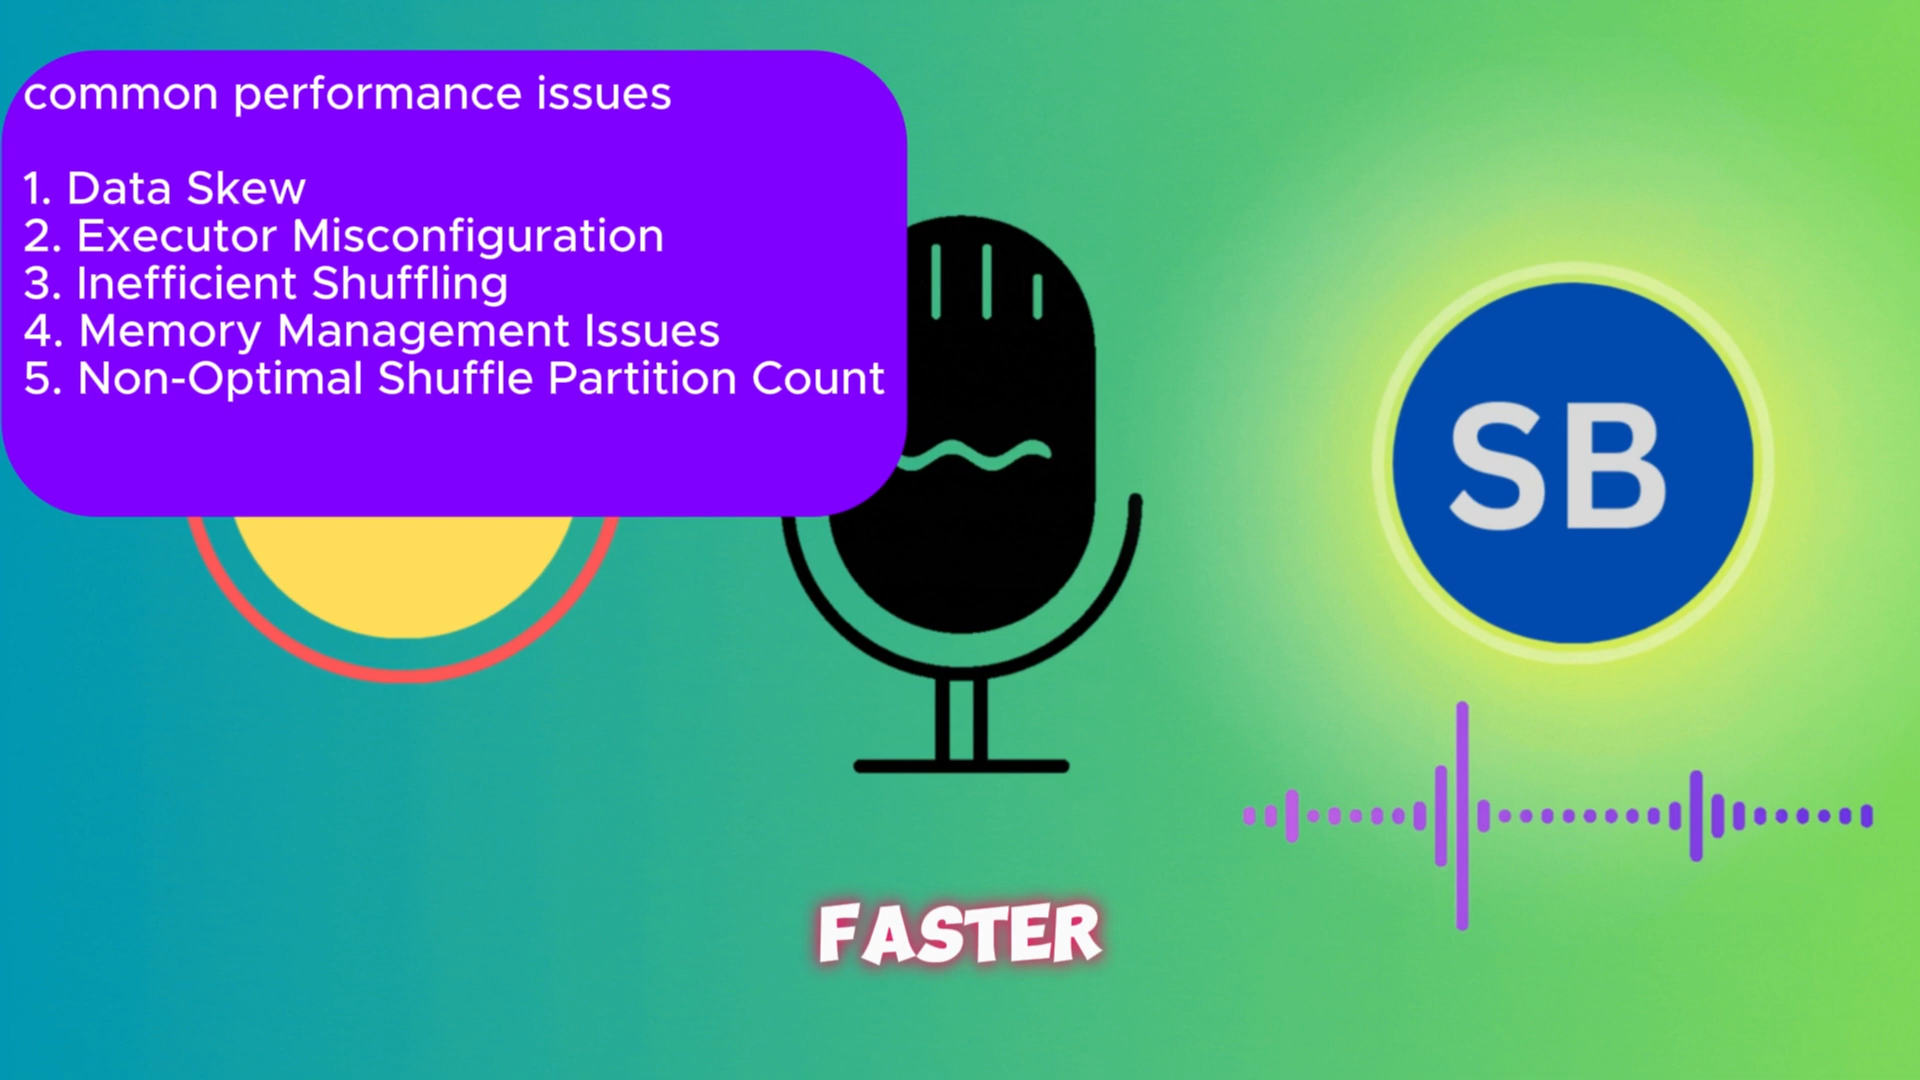 common performance issues
1. Data Skew
2. Executor Misconfiguration
3. Inefficient Shuffling
4. Memory Management Issues
5. Non-Optimal Shuffle Partition Count
SB
FASTER